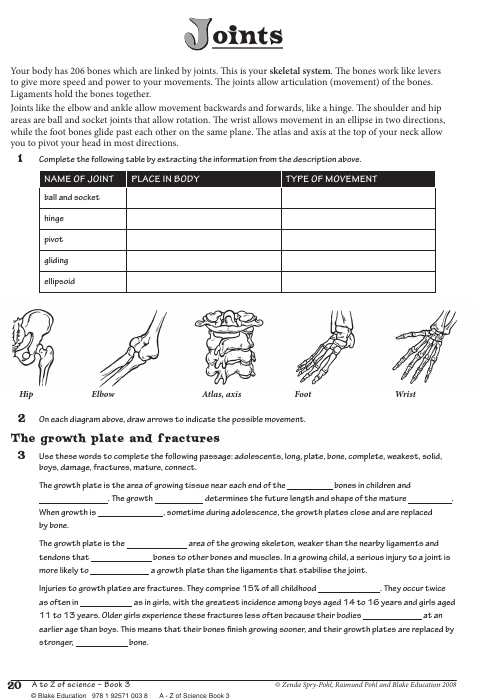 Joints
Your body has 206 bones which are linked by joints. This is your skeletal system. The bones work like levers
to give more speed and power to your movements. The joints allow articulation (movement) of the bones.
Ligaments hold the bones together.
Joints like the elbow and ankle allow movement backwards and forwards, like a hinge. The shoulder and hip
areas are ball and socket joints that allow rotation. The wrist allows movement in an ellipse in two directions,
while the foot bones glide past each other on the same plane. The atlas and axis at the top of your neck allow
you to pivot your head in most directions.
1 Complete the following table by extracting the information from the description above.
NAME OF JOINT PLACE IN BODY TYPE OF MOVEMENT
ball and socket
hinge
pivot
gliding
ellipsoid
Hip Elbow Atlas, axis Foot Wrist
2 On each diagram above, draw arrows to indicate the possible movement.
The growth plate and fractures
3 Use these words to complete the following passage: adolescents, long, plate, bone, complete, weakest, solid,
boys, damage, fractures, mature, connect.
The growth plate is the area of growing tissue near each end of the __________ bones in children and
_______________. The growth __________ determines the future length and shape of the mature _________.
When growth is ______________, sometime during adolescence, the growth plates close and are replaced
by bone.
The growth plate is the _____________ area of the growing skeleton, weaker than the nearby ligaments and
tendons that _____________ bones to other bones and muscles. In a growing child, a serious injury to a joint is
more likely to _____________ a growth plate than the ligaments that stabilise the joint.
Injuries to growth plates are fractures. They comprise 15% of all childhood _____________. They occur twice
as often in ___________ as in girls, with the greatest incidence among boys aged 14 to 16 years and girls aged
11 to 13 years. Older girls experience these fractures less often because their bodies _____________ at an
earlier age than boys. This means that their bones finish growing sooner, and their growth plates are replaced by
stronger, ___________ bone.
20 A to Z of science – Book 3 © Zenda Spry-Pohl, Raimund Pohl and Blake Education 2008
© Blake Education 978 1 92571 003 8 A - Z of Science Book 3